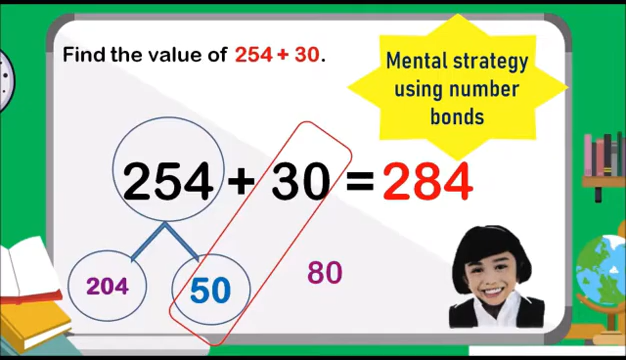 Find the value of 254 + 30.
Mental strategy
using number
bonds
254 + 30 = 284
204
50
80